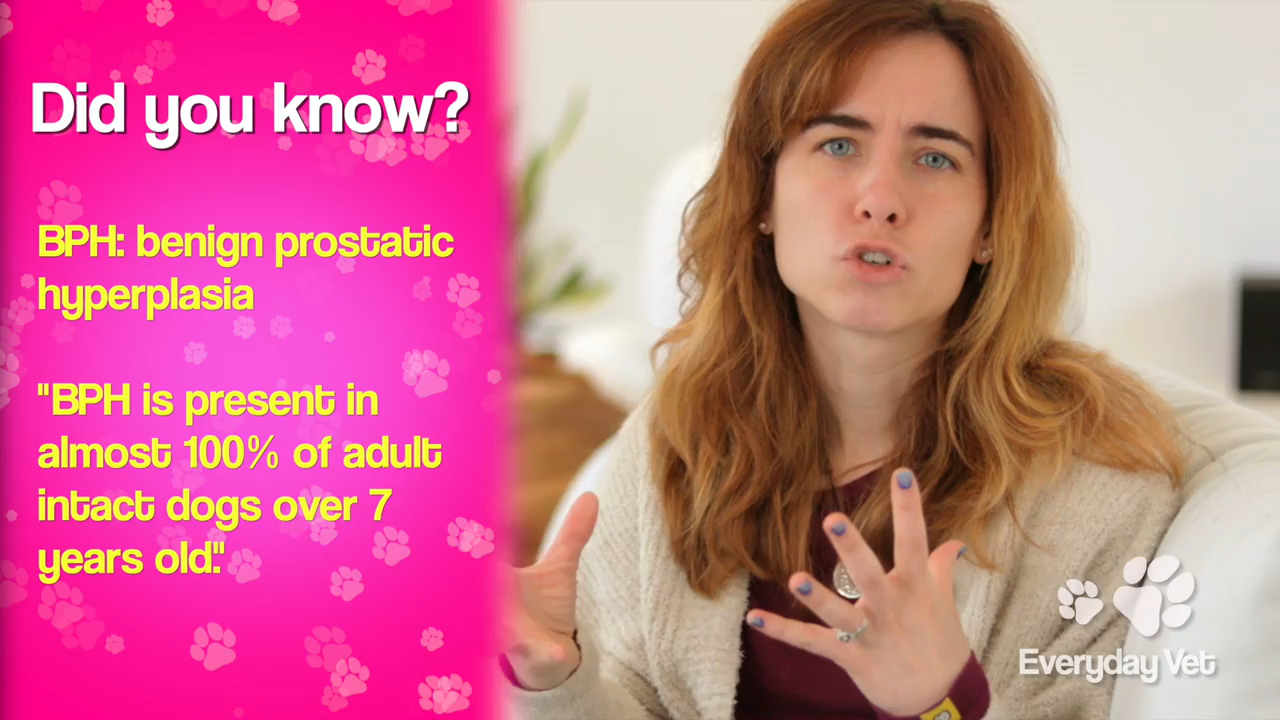 Did you know?
BPH: benign prostatic
hyperplasia
"BPH is present in
almost 100% of adult
intact dogs over 7
years old."
Everyday Vet